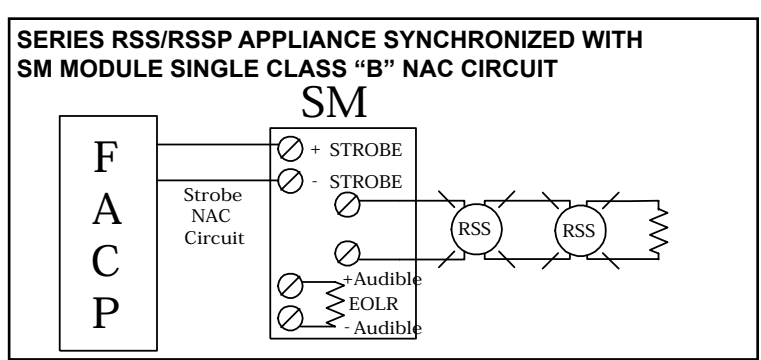 SERIES RSS/RSSP APPLIANCE SYNCHRONIZED WITH
SM MODULE SINGLE CLASS “B” NAC CIRCUIT
SM
F
A
C
P
Strobe
NAC
Circuit
+ STROBE
- STROBE
+Audible
EOLR
- Audible
RSS
RSS